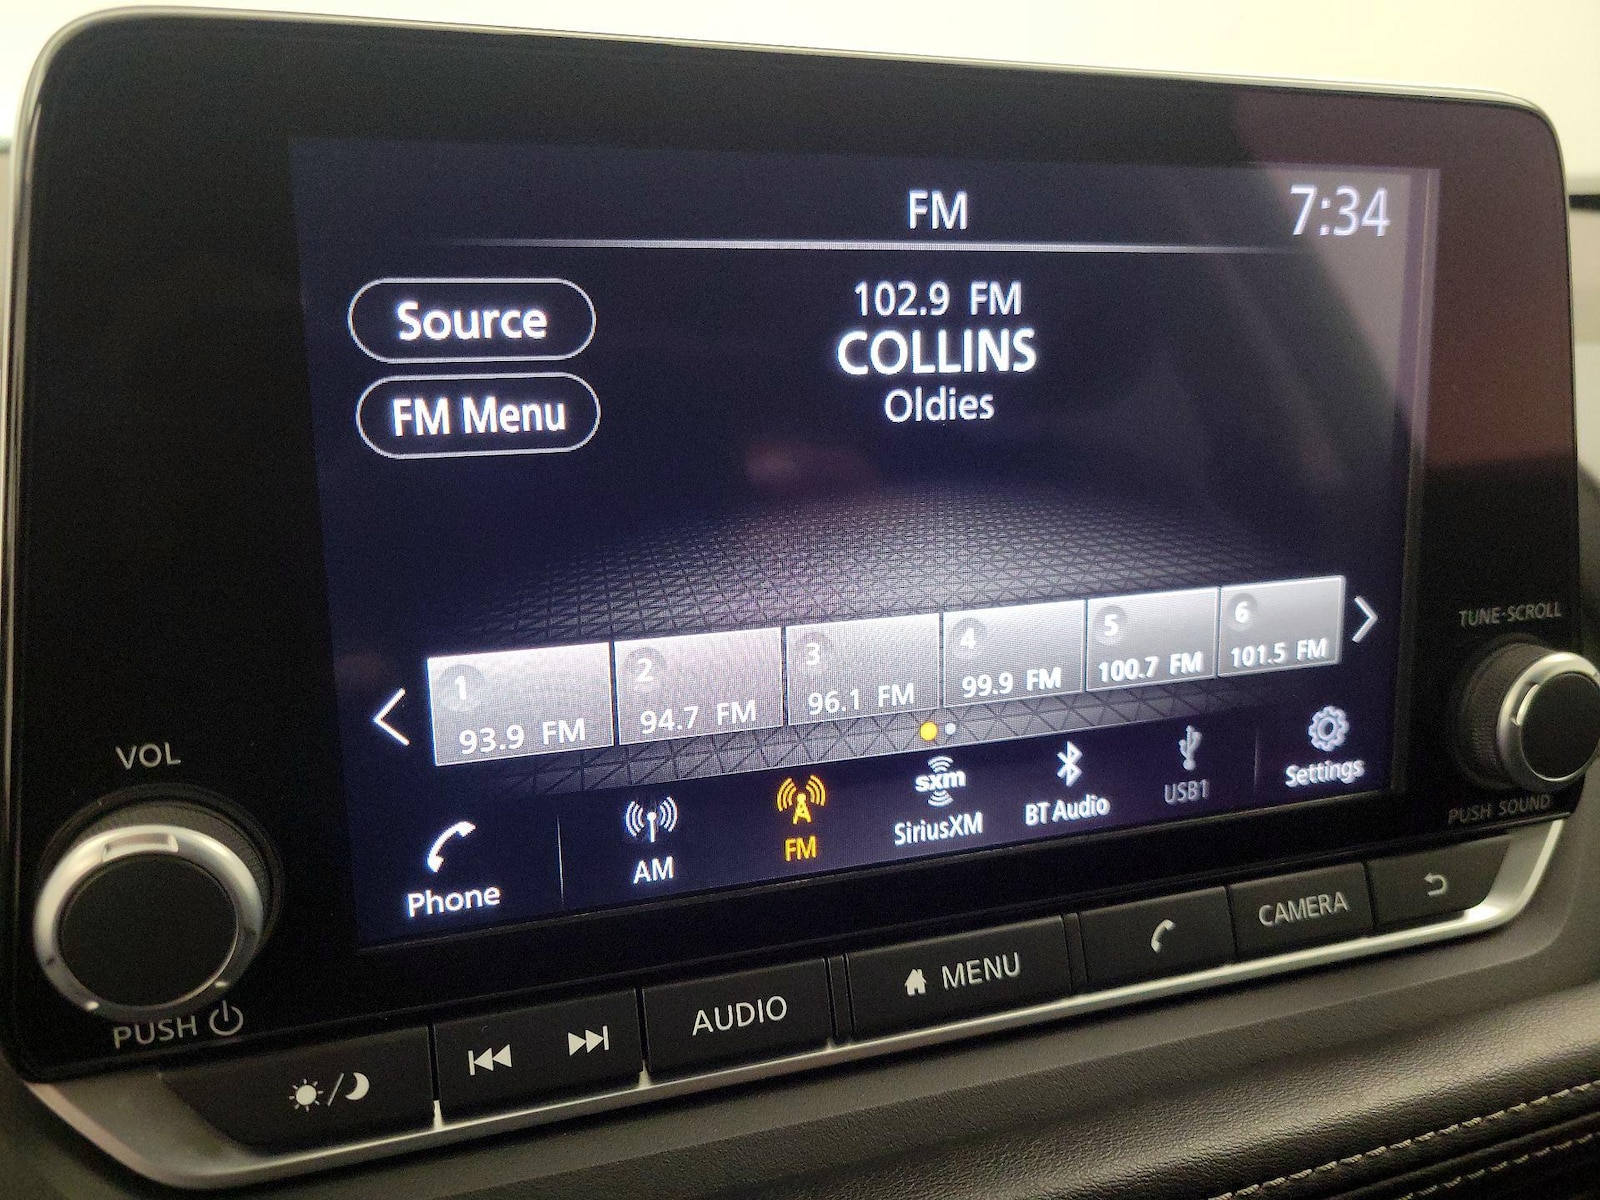 FM
7:34
Source
FM Menu
102.9 FM
COLLINS
Oldies
1
93.9 FM
2
94.7 FM
3
96.1 FM
4
99.9 FM
5
100.7 FM
6
101.5 FM
Phone
AM
FM
sxm
SiriusXM
BT Audio
USB1
Settings
VOL
PUSH
TUNE·SCROLL
PUSH SOUND
AUDIO
MENU
CAMERA